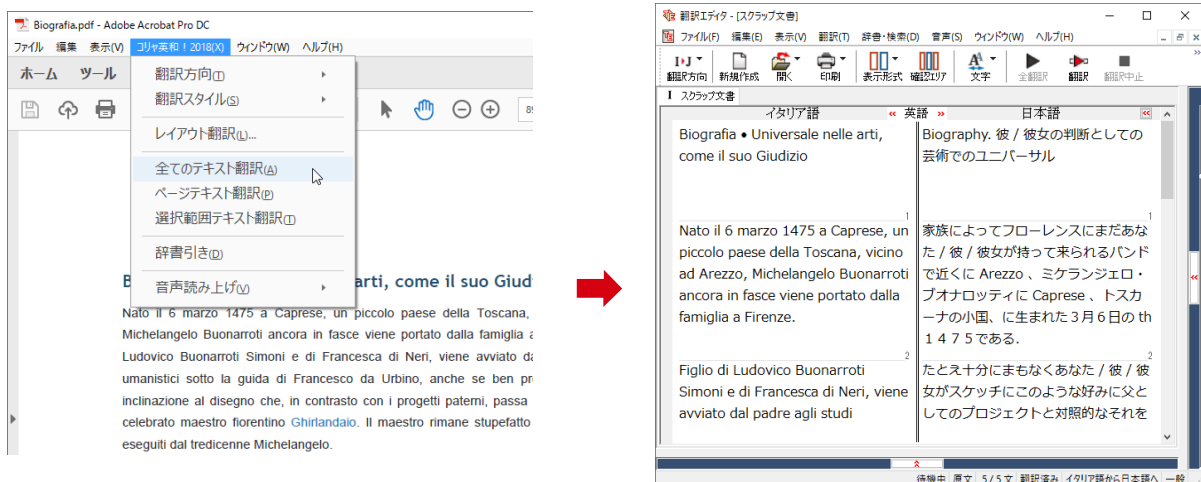 Biografia.pdf - Adobe Acrobat Pro DC
ファイル 編集 表示(V) コリャ英和！2018(X) ウィンドウ(W) ヘルプ(H)
ホーム ツール
翻訳方向(T)
翻訳スタイル(S)
レイアウト翻訳(L)...
全てのテキスト翻訳(A)
ページテキスト翻訳(P)
選択範囲テキスト翻訳(T)
辞書引き(D)
音声読み上げ(V)
B arti, come il suo Giud
Nato il 6 marzo 1475 a Caprese, un piccolo paese della Toscana,
Michelangelo Buonarroti ancora in fasce viene portato dalla famiglia a
Ludovico Buonarroti Simoni e di Francesca di Neri, viene avviato da
umanistici sotto la guida di Francesco da Urbino, anche se ben pr
inclinazione al disegno che, in contrasto con i progetti paterni, passa
celebrato maestro fiorentino Ghirlandaio. Il maestro rimane stupefatto
eseguiti dal tredicenne Michelangelo.
翻訳エディタ - [スクラップ文書]
ファイル(F) 編集(E) 表示(V) 翻訳(T) 辞書・検索(D) 音声(S) ウィンドウ(W) ヘルプ(H)
I›J
翻訳方向 新規作成 開く 印刷 表示形式 確認エリア 文字 全翻訳 翻訳 翻訳中止
I スクラップ文書
イタリア語 « 英語 » 日本語 «
Biografia • Universale nelle arti,
come il suo Giudizio
1
Biography. 彼 / 彼女の判断としての
芸術でのユニバーサル
1
Nato il 6 marzo 1475 a Caprese, un
piccolo paese della Toscana, vicino
ad Arezzo, Michelangelo Buonarroti
ancora in fasce viene portato dalla
famiglia a Firenze.
2
家族によってフローレンスにまだあな
た / 彼 / 彼女が持って来られるバンド
で近くに Arezzo 、ミケランジェロ・
ブオナロッティに Caprese 、トスカ
ーナの小国、に生まれた３月６日の th
１４７５である.
2
Figlio di Ludovico Buonarroti
Simoni e di Francesca di Neri, viene
avviato dal padre agli studi
たとえ十分にまもなくあなた / 彼 / 彼
女がスケッチにこのような好みに父と
してのプロジェクトと対照的なそれを
待機中 原文 5/5文 翻訳済み イタリア語から日本語へ 一般